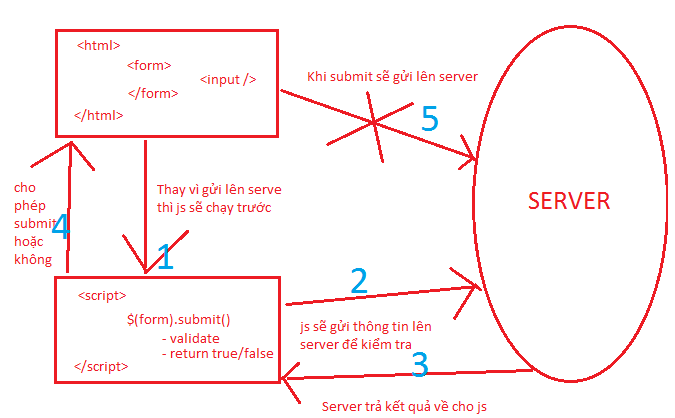 <html>
<form>
<input />
</form>
</html>
Khi submit sẽ gửi lên server
5
SERVER
cho
phép
submit
hoặc
không
4
Thay vì gửi lên serve
thì js sẽ chạy trước
1
<script>
$(form).submit()
- validate
- return true/false
</script>
2
js sẽ gửi thông tin lên
server để kiểm tra
3
Server trả kết quả về cho js